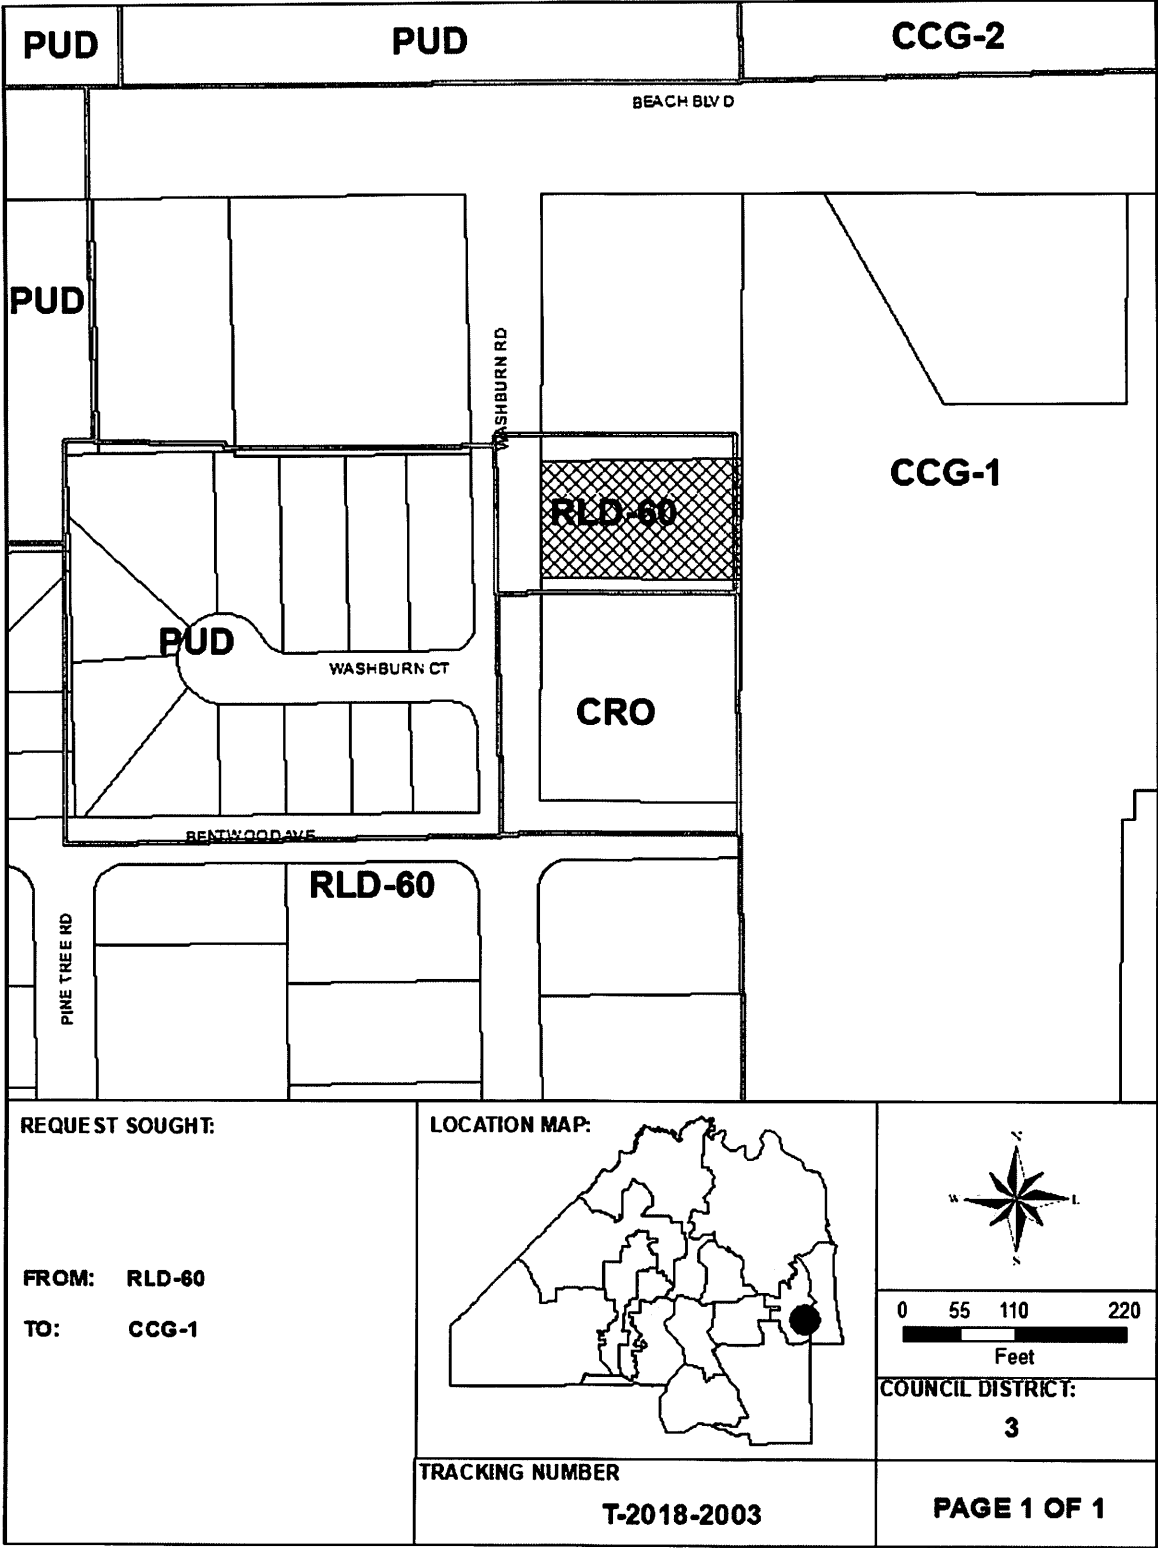 PUD
PUD
CCG-2
BEACH BLVD
PUD
WASHBURN RD
CCG-1
RLD-60
PUD
WASHBURN CT
CRO
BENTWOOD AVE
RLD-60
PINE TREE RD
REQUEST SOUGHT:
FROM: RLD-60
TO: CCG-1
LOCATION MAP:
N
W
S
0 55 110 220
Feet
COUNCIL DISTRICT:
3
TRACKING NUMBER
T-2018-2003
PAGE 1 OF 1